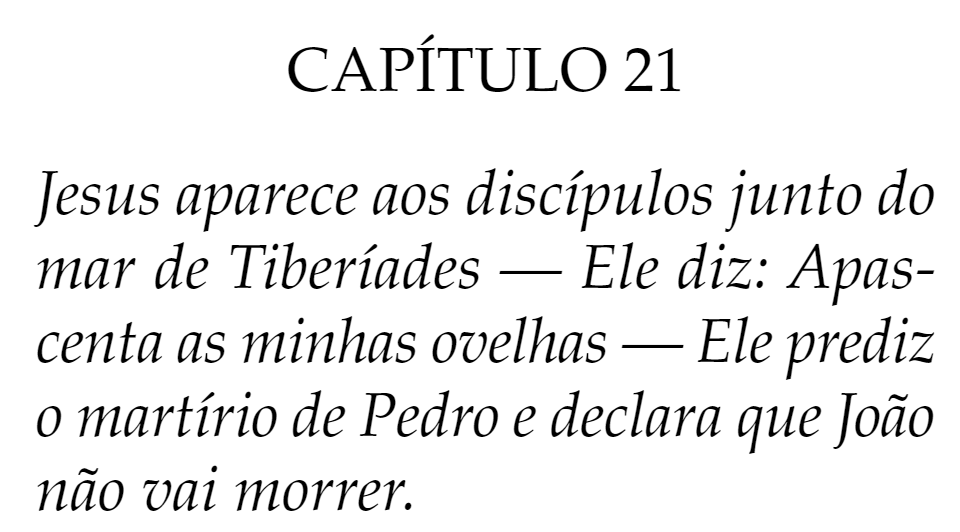 CAPÍTULO 21
Jesus aparece aos discípulos junto do
mar de Tiberíades — Ele diz: Apas-
centa as minhas ovelhas — Ele prediz
o martírio de Pedro e declara que João
não vai morrer.